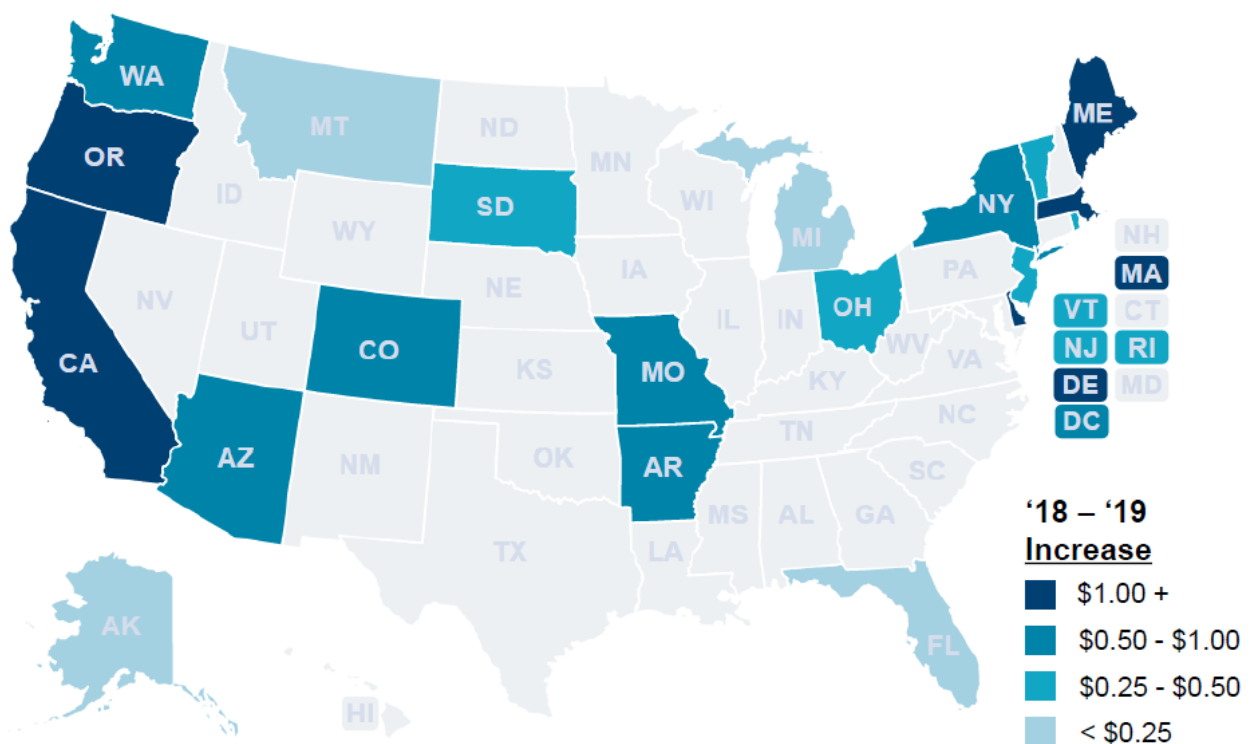 WA
ME
MT
ND
OR
MN
ID
SD
WI
NY
WY
MI
NH
IA
PA
MA
NE
NV
OH
VT
CT
UT
IL
IN
WV
NJ
RI
CO
VA
CA
KS
MO
KY
DE
MD
NC
DC
TN
AZ
NM
OK
AR
SC
MS
AL
GA
TX
LA
‘18 – ‘19
Increase
$1.00 +
AK
$0.50 - $1.00
FL
$0.25 - $0.50
HI
< $0.25